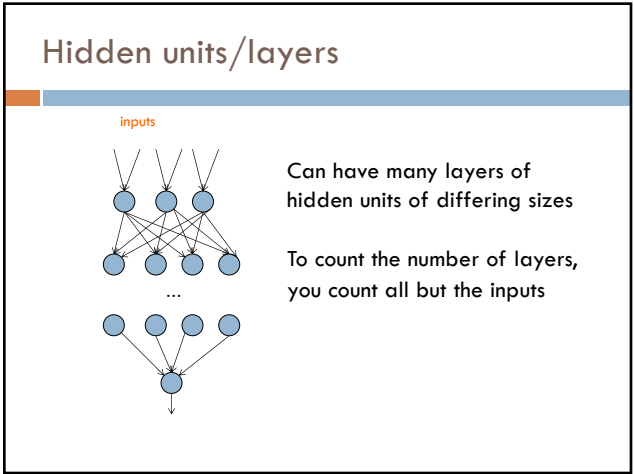 Hidden units/layers
inputs
Can have many layers of
hidden units of differing sizes
To count the number of layers,
you count all but the inputs
...